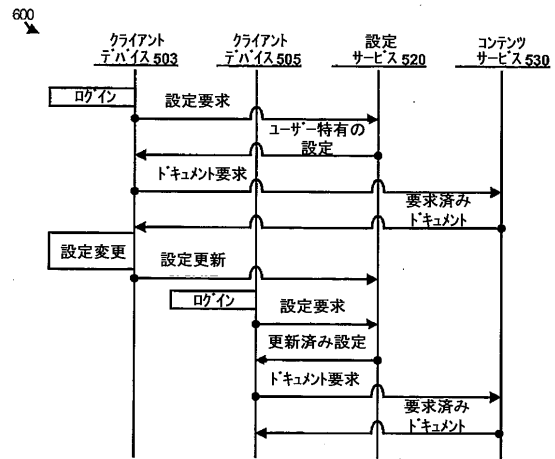 600
クライアント
デバイス 503
クライアント
デバイス 505
設定
サービス 520
コンテンツ
サービス 530
ログイン
設定要求
ユーザー特有の
設定
ドキュメント要求
要求済み
ドキュメント
設定変更
設定更新
ログイン
設定要求
更新済み設定
ドキュメント要求
要求済み
ドキュメント